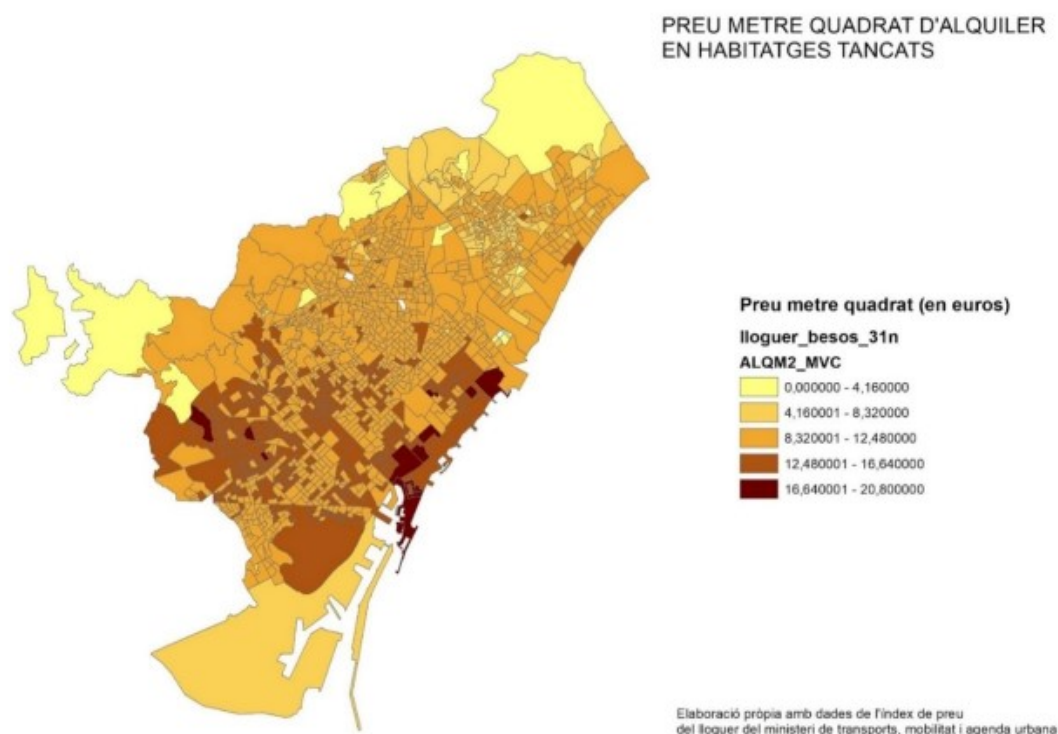 PREU METRE QUADRAT D'ALQUILER
EN HABITATGES TANCATS
Preu metre quadrat (en euros)
lloguer_besos_31n
ALQM2_MVC
0,000000 - 4,160000
4,160001 - 8,320000
8,320001 - 12,480000
12,480001 - 16,640000
16,640001 - 20,800000
Elaboració pròpia amb dades de l'índex de preu
del lloguer del ministeri de transports, mobilitat i agenda urbana